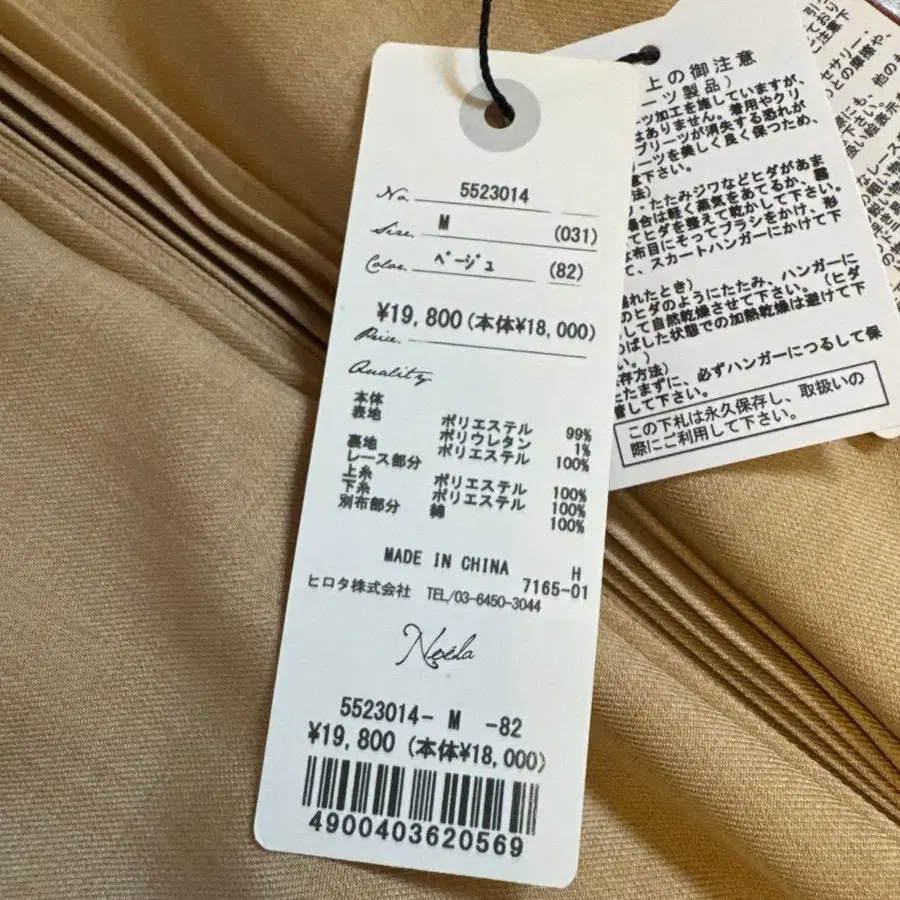 No. 5523014
Size. M (031)
Color. ベージュ (82)
¥19,800(本体¥18,000)
Price.
Quality.
本体
表地 ポリエステル 99%
ポリウレタン 1%
裏地 ポリエステル 100%
レース部分
上糸 ポリエステル 100%
下糸 ポリエステル 100%
別布部分 綿 100%
MADE IN CHINA H
7165-01
ヒロタ株式会社 TEL/03-6450-3044
Noéla
5523014- M -82
¥19,800 (本体¥18,000)
4900403620569
上の御注意
ーツ製品)
ツ加工を施していますが、
はありません。着用やクリ
プリーツが消失する恐れが
ーツを美しく良く保つため、
意下さい。
法)
・たたみジワなどヒダがあま
場合は軽く蒸気をあてるか、霧
てヒダを整えて乾かして下さい。
な布目にそってブラシをかけ、形
て、スカートハンガーにかけて下
れたとき)
のヒダのようにたたみ、ハンガーに
して自然乾燥させて下さい。(ヒダ
ばした状態での加熱乾燥は避けて下
い。)
存方法)
たたまずに、必ずハンガーにつるして保
管して下さい。
この下札は永久保存し、取扱いの
際にご利用して下さい。